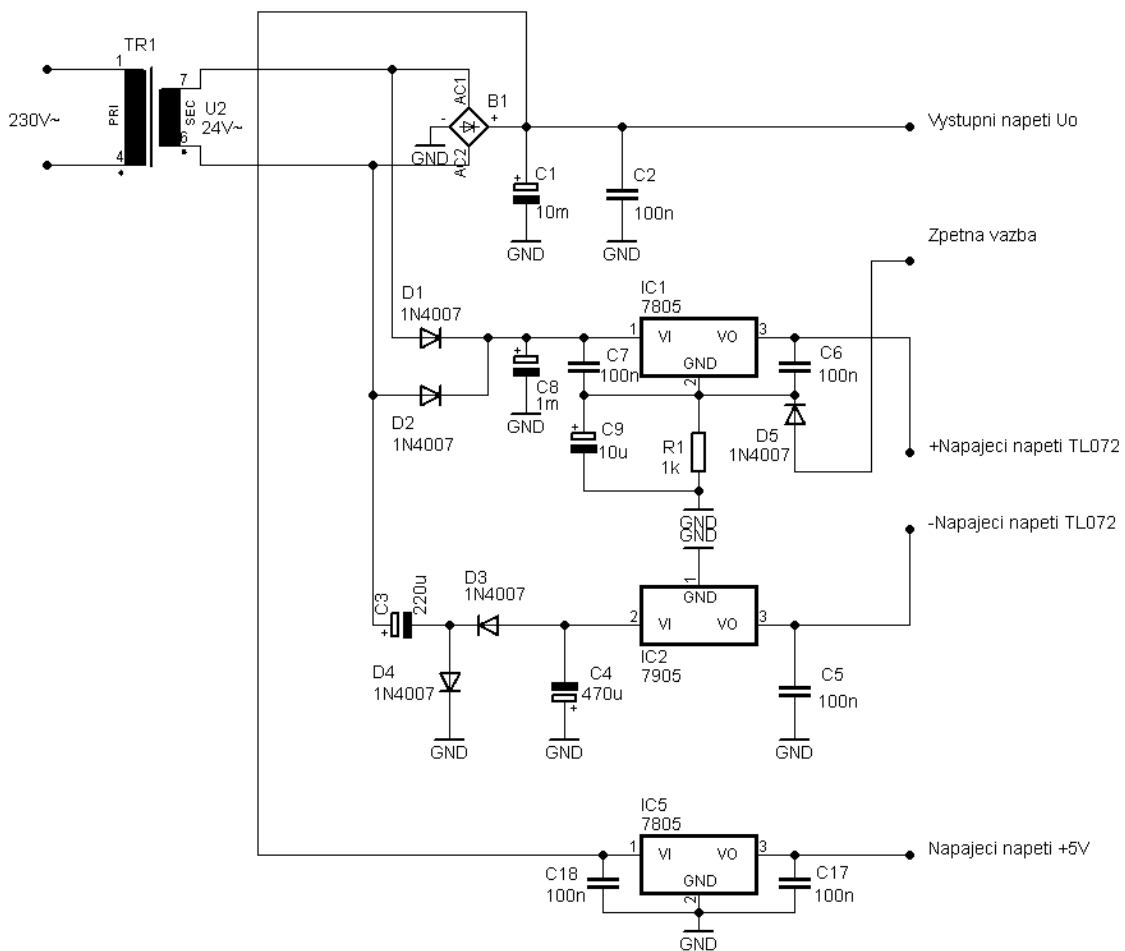 TR1
1
7
PRI
SEC
U2
24V~
230V~
4
6
AC1
B1
-
+
GND
AC2
Vystupni napeti Uo
+
C1
10m
GND
C2
100n
GND
Zpetna vazba
D1
1N4007
IC1
7805
1
VI
VO
3
GND
2
+
C8
1m
GND
C7
100n
C6
100n
D2
1N4007
+
C9
10u
R1
1k
D5
1N4007
+Napajeci napeti TL072
GND
GND
-Napajeci napeti TL072
C3
220u
+
D3
1N4007
1
GND
2
VI
VO
3
IC2
7905
D4
1N4007
GND
C4
470u
+
GND
C5
100n
GND
IC5
7805
1
VI
VO
3
GND
2
Napajeci napeti +5V
C18
100n
C17
100n
GND